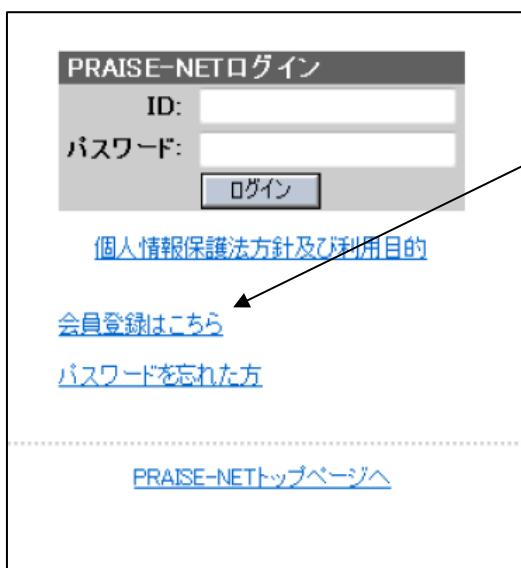 PRAISE-NETログイン
ID:
パスワード:
ログイン
個人情報保護法方針及び利用目的
会員登録はこちら
パスワードを忘れた方
PRAISE-NETトップページへ